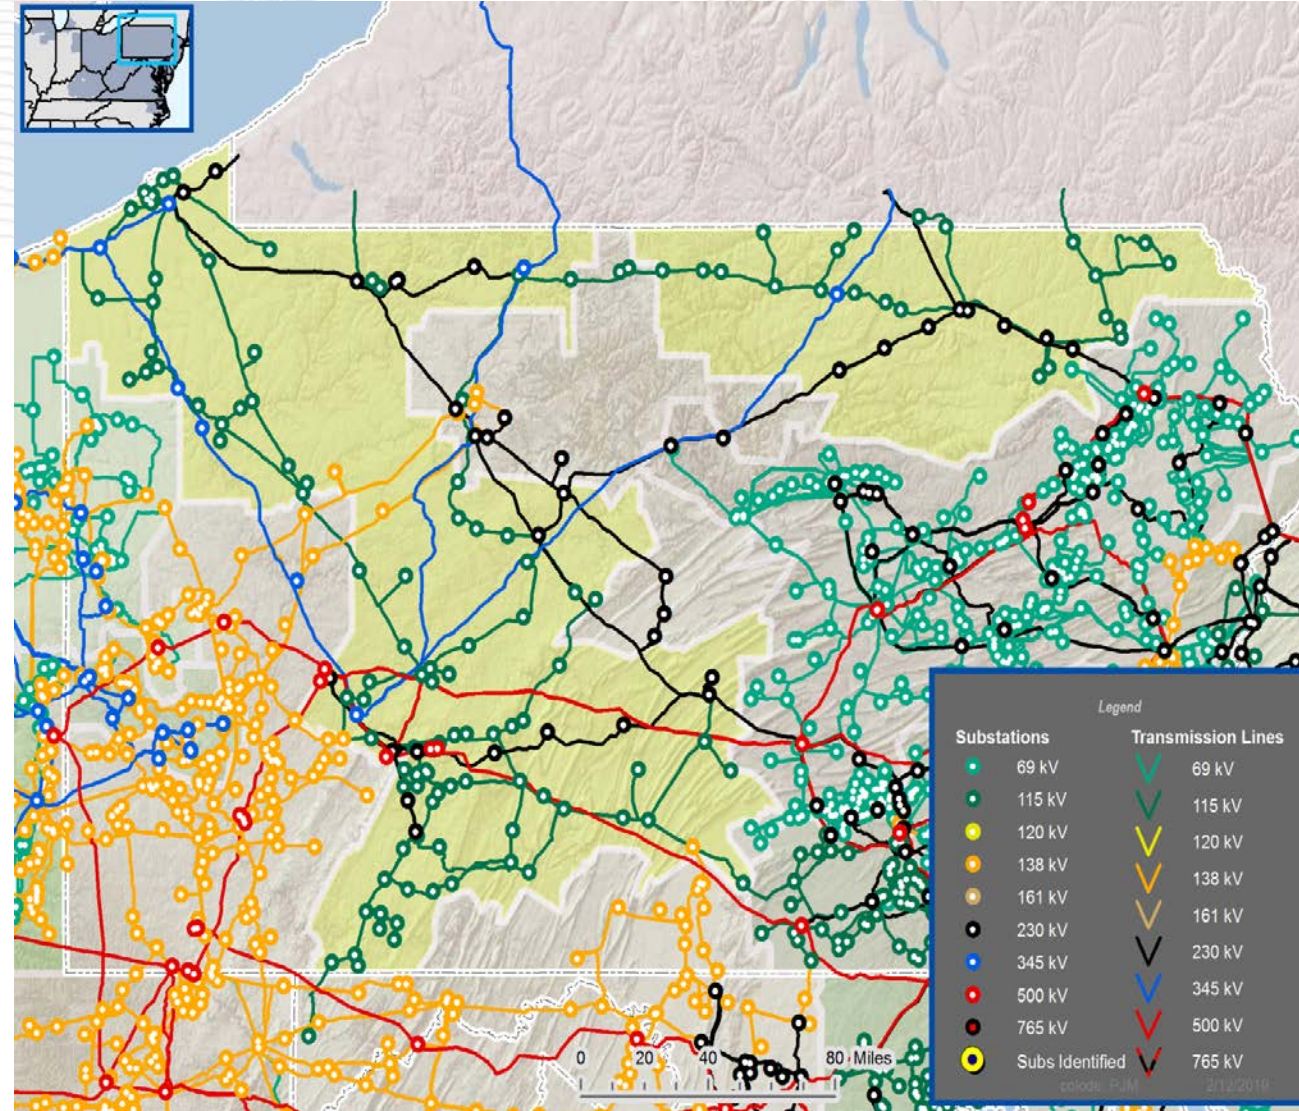 Legend
Substations Transmission Lines
69 kV 69 kV
115 kV 115 kV
120 kV 120 kV
138 kV 138 kV
161 kV 161 kV
230 kV 230 kV
345 kV 345 kV
500 kV 500 kV
765 kV 765 kV
Subs Identified
PJM 2/12/2019
0 20 40 80 Miles